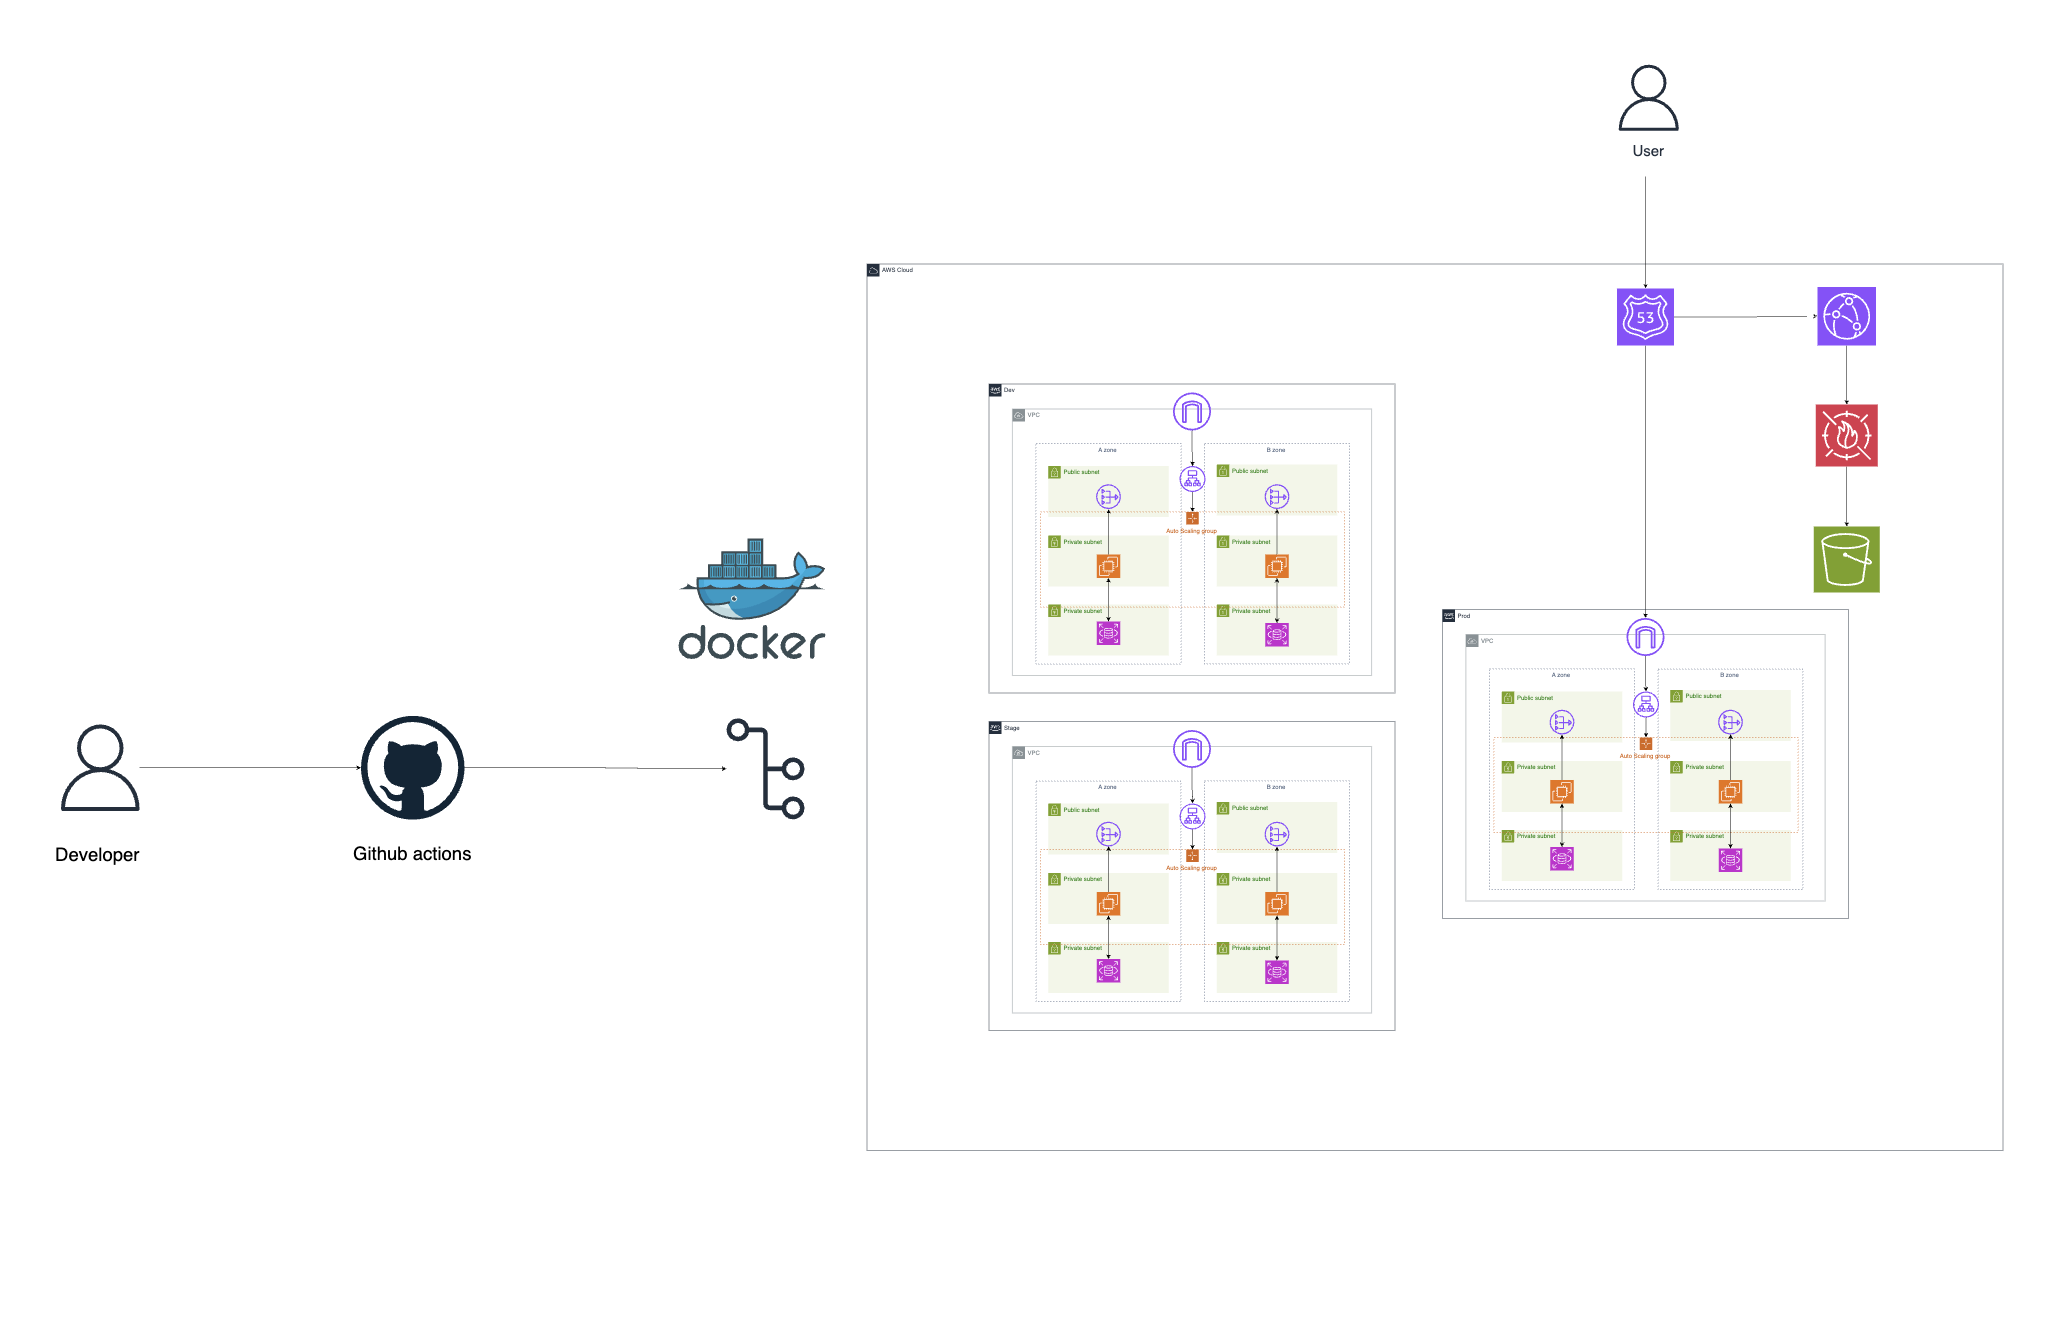 User
AWS Cloud
53
Dev
VPC
A zone
B zone
Public subnet
Public subnet
Auto Scaling group
Private subnet
Private subnet
Private subnet
Private subnet
docker
Prod
VPC
A zone
B zone
Public subnet
Public subnet
Auto Scaling group
Private subnet
Private subnet
Private subnet
Private subnet
Stage
VPC
A zone
B zone
Public subnet
Public subnet
Auto Scaling group
Private subnet
Private subnet
Private subnet
Private subnet
Developer
Github actions